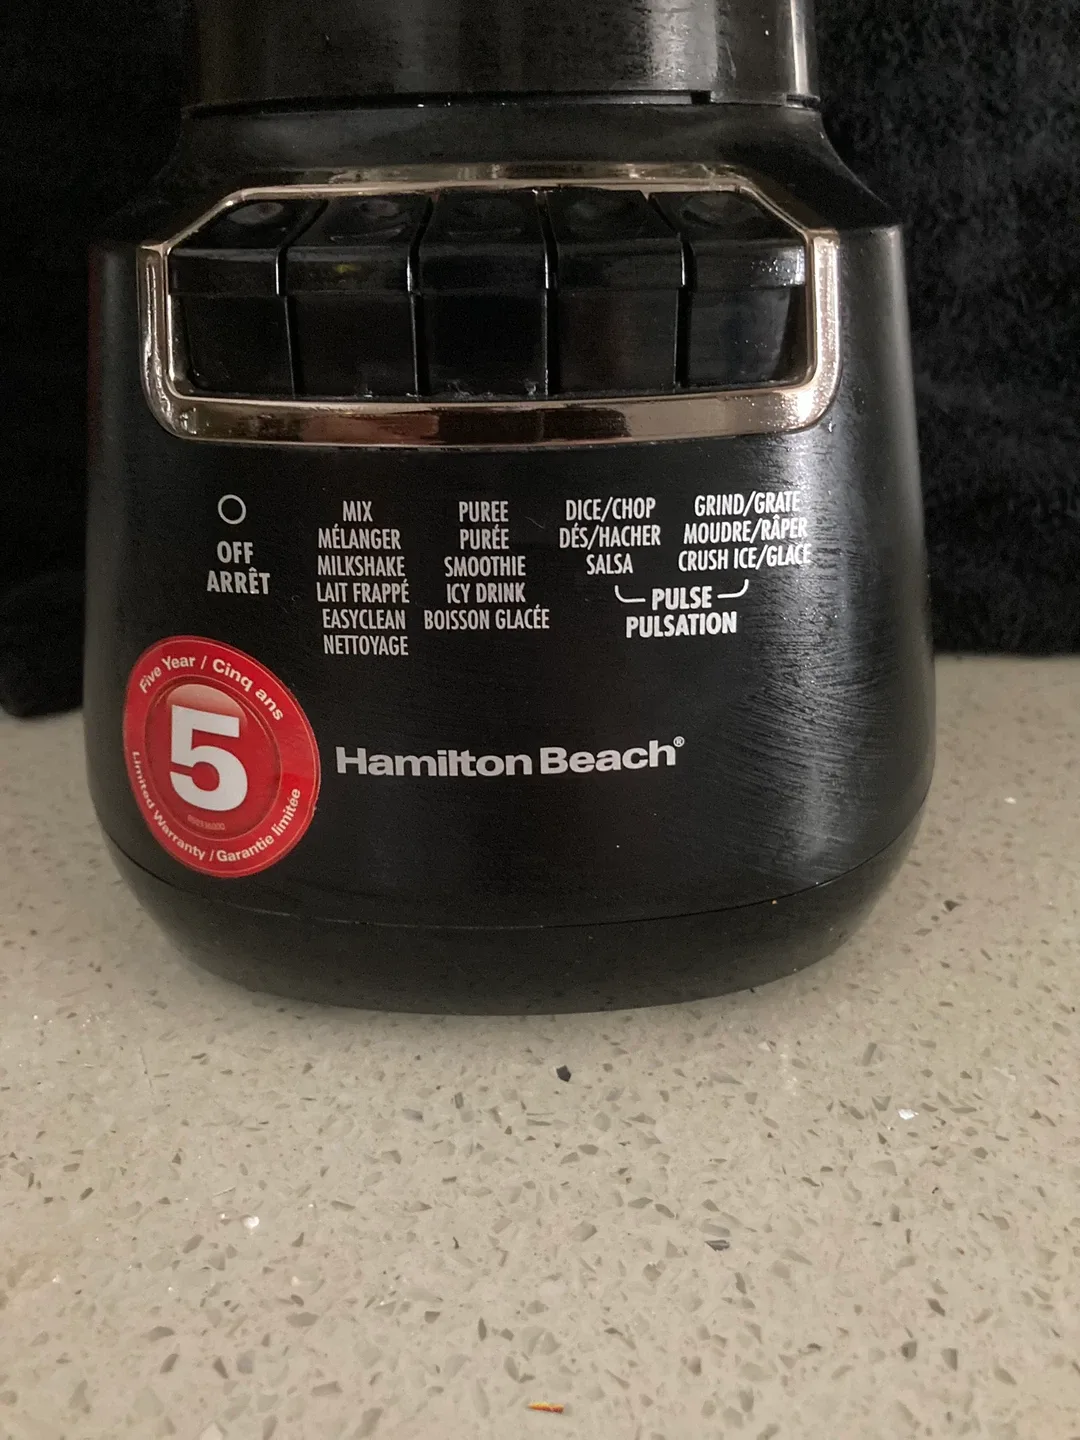 OFF
ARRÊT
MIX
MÉLANGER
MILKSHAKE
LAIT FRAPPÉ
EASYCLEAN
NETTOYAGE
PUREE
PURÉE
SMOOTHIE
ICY DRINK
BOISSON GLACÉE
DICE/CHOP
DÉS/HACHER
SALSA
GRIND/GRATE
MOUDRE/RÂPER
CRUSH ICE/GLACE
PULSE
PULSATION
Five Year / Cinq ans
5
Limited Warranty / Garantie limitée
Hamilton Beach®